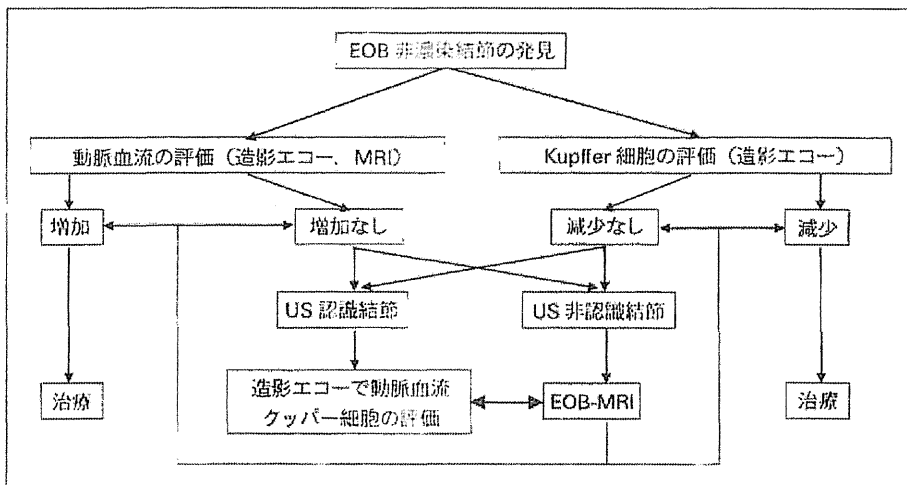 EOB 非濃染結節の発見
動脈血流の評価（造影エコー、MRI）
Kupffer 細胞の評価（造影エコー）
増加
増加なし
減少なし
減少
US 認識結節
US 非認識結節
治療
造影エコーで動脈血流
クッパー細胞の評価
EOB-MRI
治療